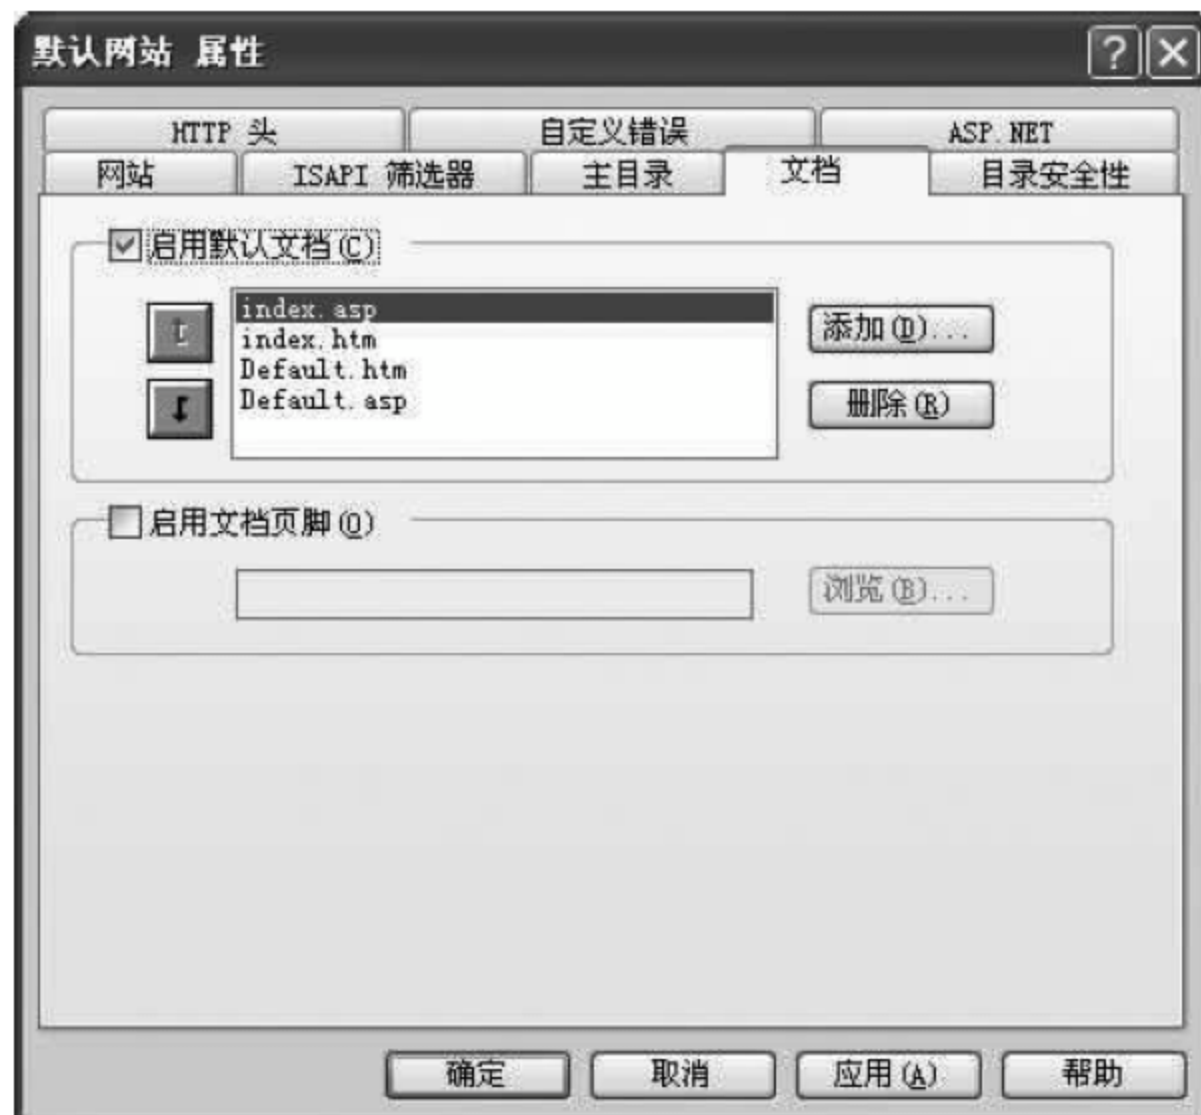 默认网站 属性
HTTP 头 自定义错误 ASP.NET
网站 ISAPI 筛选器 主目录 文档 目录安全性
启用默认文档(C)
index.asp
index.htm
Default.htm
Default.asp
添加(D)...
删除(R)
启用文档页脚(O)
浏览(B)...
确定 取消 应用(A) 帮助